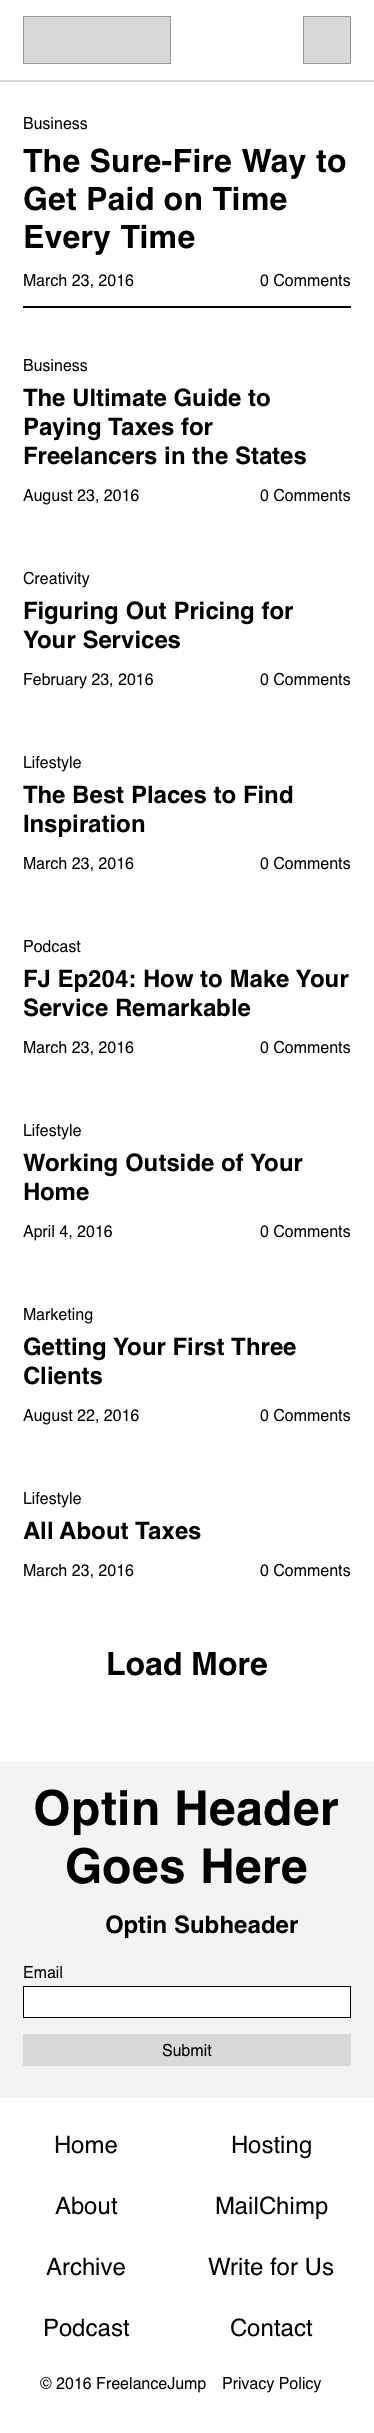 Business
The Sure-Fire Way to
Get Paid on Time
Every Time
March 23, 2016 0 Comments
Business
The Ultimate Guide to
Paying Taxes for
Freelancers in the States
August 23, 2016 0 Comments
Creativity
Figuring Out Pricing for
Your Services
February 23, 2016 0 Comments
Lifestyle
The Best Places to Find
Inspiration
March 23, 2016 0 Comments
Podcast
FJ Ep204: How to Make Your
Service Remarkable
March 23, 2016 0 Comments
Lifestyle
Working Outside of Your
Home
April 4, 2016 0 Comments
Marketing
Getting Your First Three
Clients
August 22, 2016 0 Comments
Lifestyle
All About Taxes
March 23, 2016 0 Comments
Load More
Optin Header
Goes Here
Optin Subheader
Email
Submit
Home Hosting
About MailChimp
Archive Write for Us
Podcast Contact
© 2016 FreelanceJump Privacy Policy